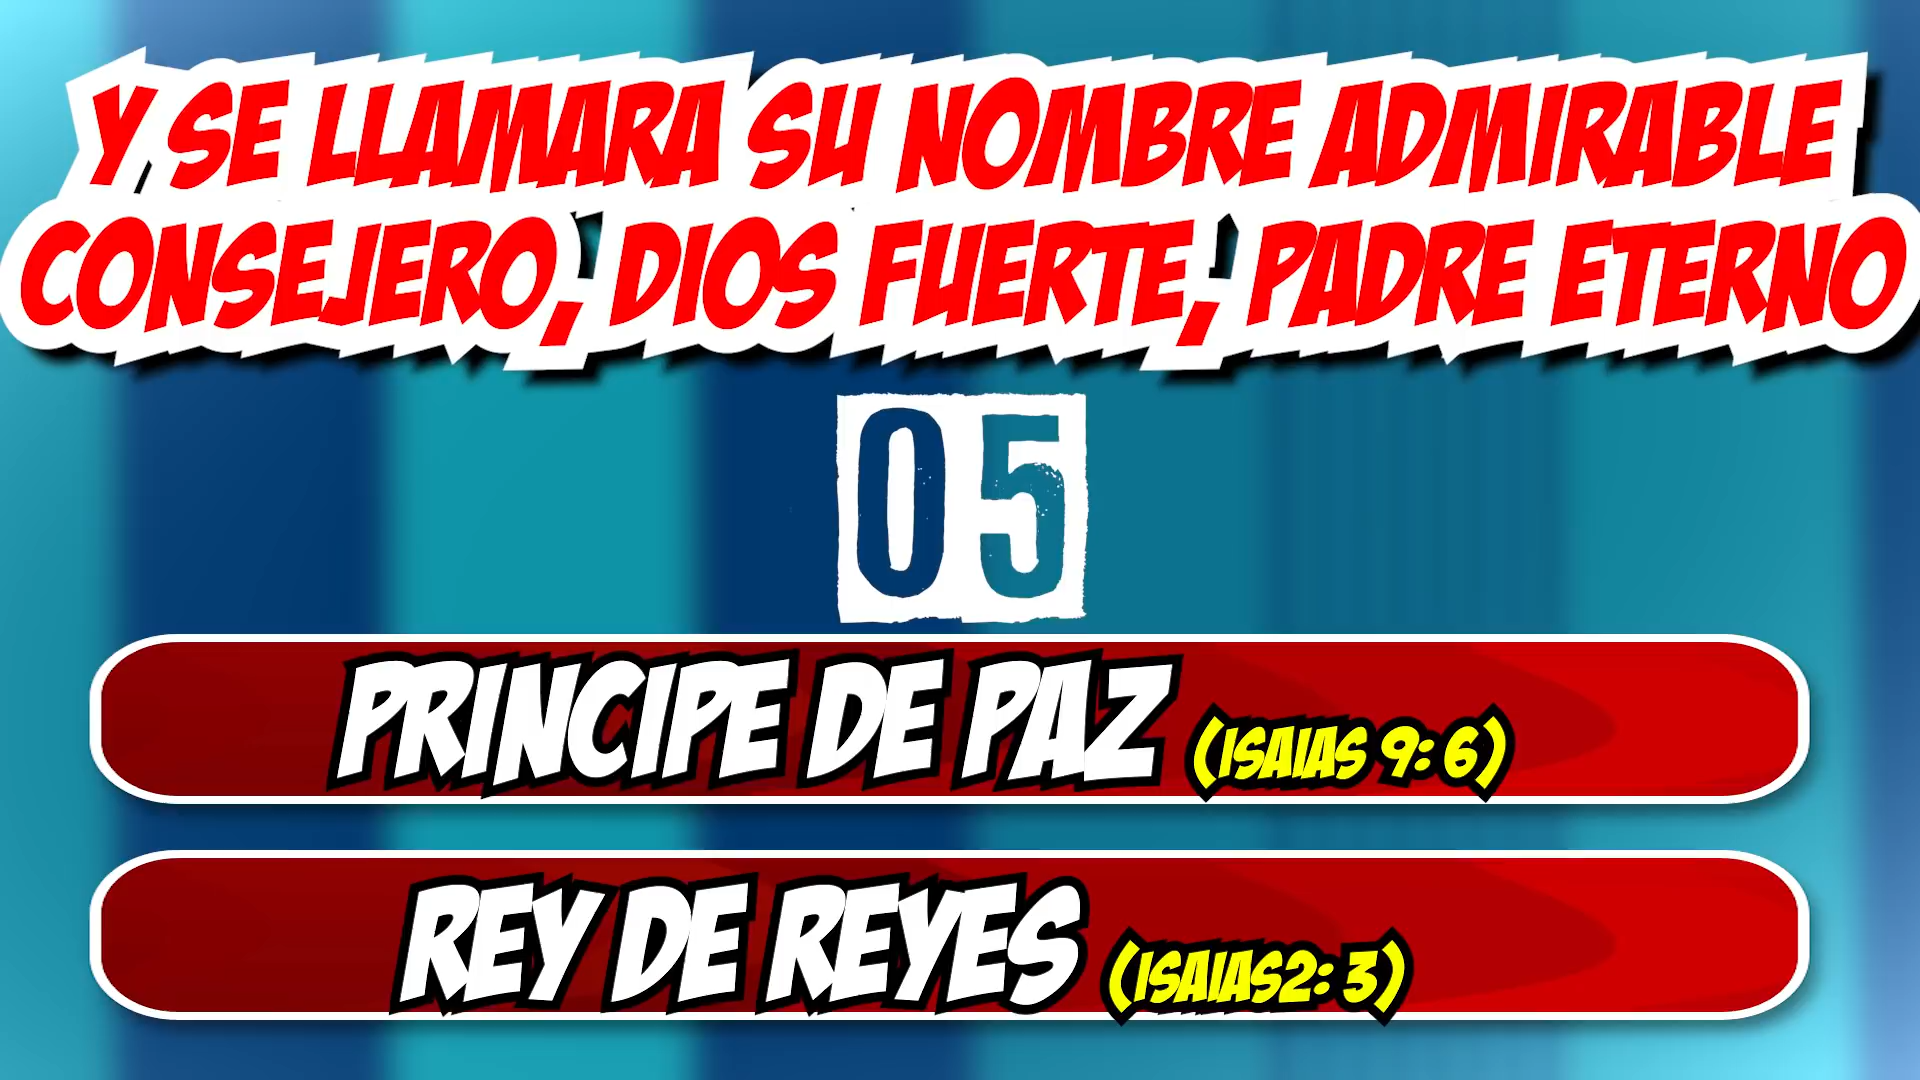 Y SE LLAMARA SU NOMBRE ADMIRABLE
CONSEJERO, DIOS FUERTE, PADRE ETERNO
05
PRINCIPE DE PAZ (ISAIAS 9: 6)
REY DE REYES (ISAIAS2: 3)